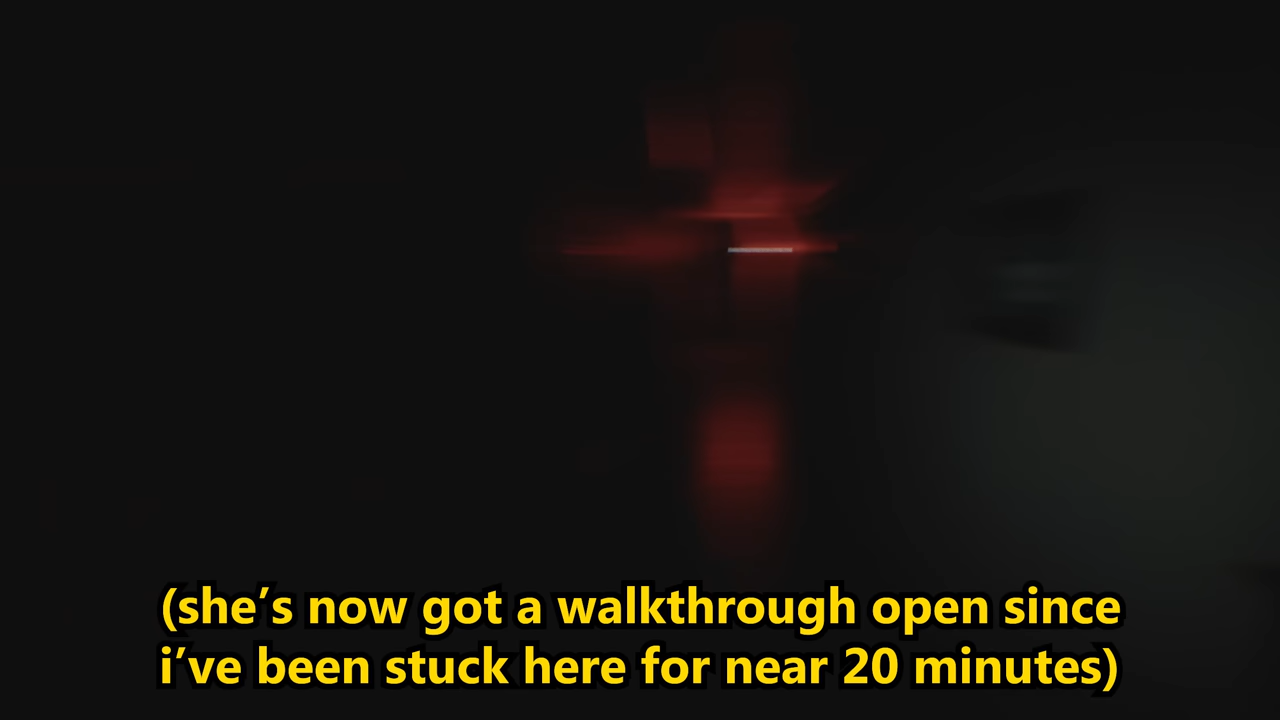 (she’s now got a walkthrough open since
i’ve been stuck here for near 20 minutes)